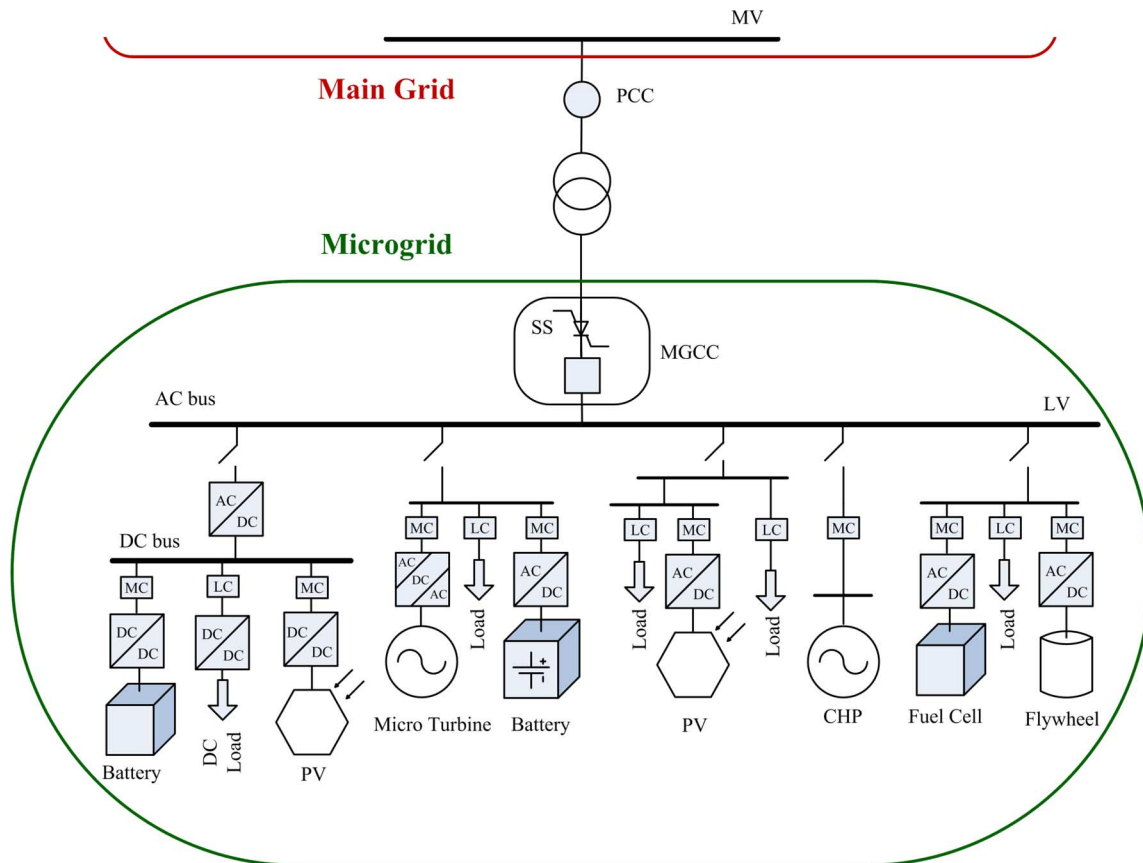 MV
Main Grid
PCC
Microgrid
SS
MGCC
AC bus
LV
AC
DC
DC bus
MC
LC
MC
DC
DC
DC
DC
DC
DC
Battery
DC
Load
PV
MC
LC
MC
AC
DC
AC
Load
AC
DC
Micro Turbine
Battery
LC
MC
LC
AC
DC
Load
Load
PV
MC
CHP
MC
LC
MC
AC
DC
Load
AC
DC
Fuel Cell
Flywheel